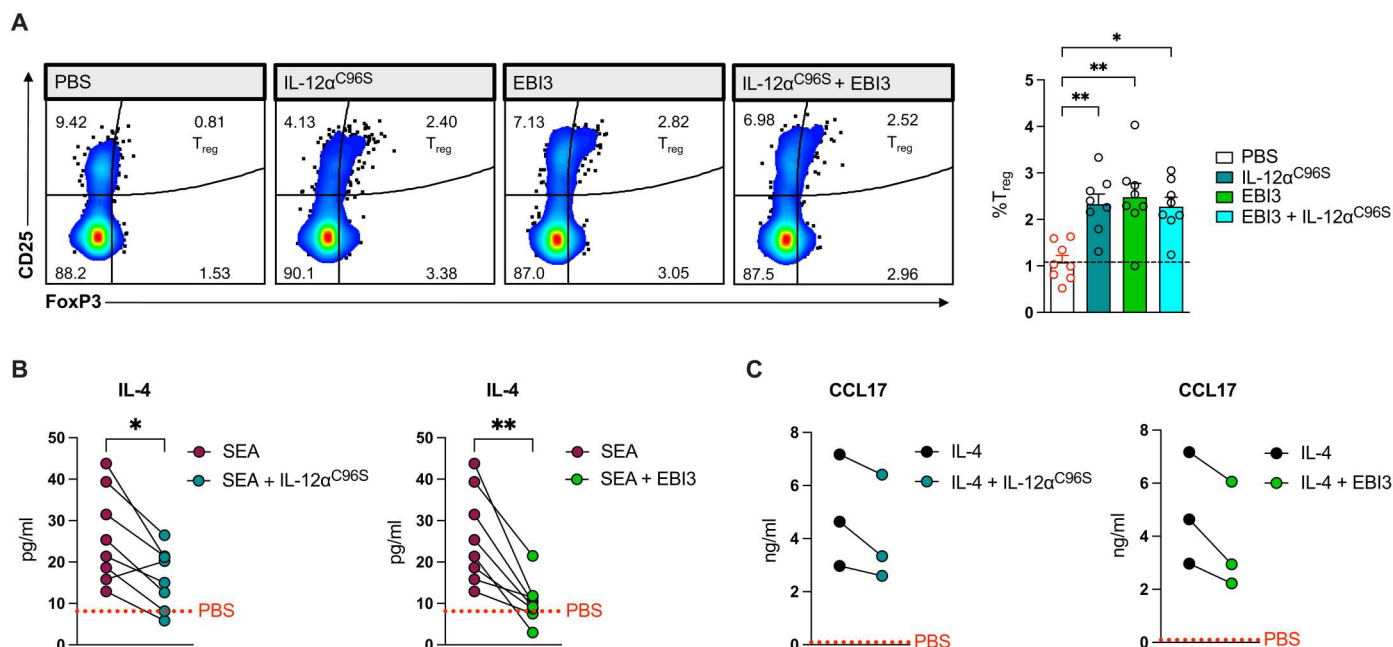 A
PBS
IL-12α^C96S
EBI3
IL-12α^C96S + EBI3
9.42 0.81
T_reg
88.2 1.53
4.13 2.40
T_reg
90.1 3.38
7.13 2.82
T_reg
87.0 3.05
6.98 2.52
T_reg
87.5 2.96
CD25
FoxP3
*
**
**
5
4
3
2
1
0
%T_reg
PBS
IL-12α^C96S
EBI3
EBI3 + IL-12α^C96S
B
IL-4
*
50
40
30
20
10
0
pg/ml
SEA
SEA + IL-12α^C96S
PBS
IL-4
**
50
40
30
20
10
0
pg/ml
SEA
SEA + EBI3
PBS
C
CCL17
8
6
4
2
0
ng/ml
IL-4
IL-4 + IL-12α^C96S
PBS
CCL17
8
6
4
2
0
ng/ml
IL-4
IL-4 + EBI3
PBS